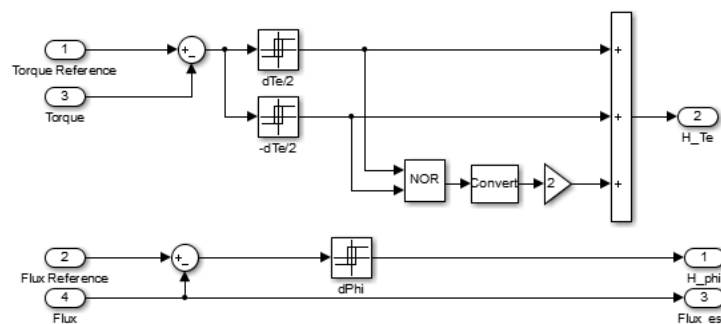 1
Torque Reference
+
−
dTe/2
+
3
Torque
-dTe/2
+
2
H_Te
NOR
Convert
2
+
2
Flux Reference
+
−
dPhi
1
H_phi
4
Flux
3
Flux_es